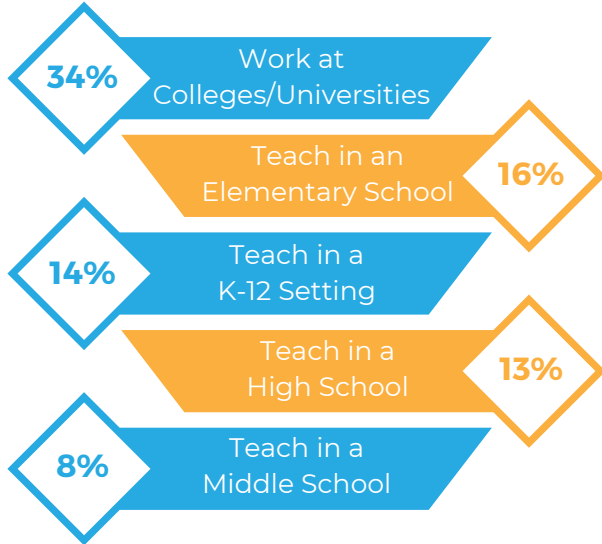 34%
Work at
Colleges/Universities
Teach in an
Elementary School
16%
14%
Teach in a
K-12 Setting
Teach in a
High School
13%
8%
Teach in a
Middle School